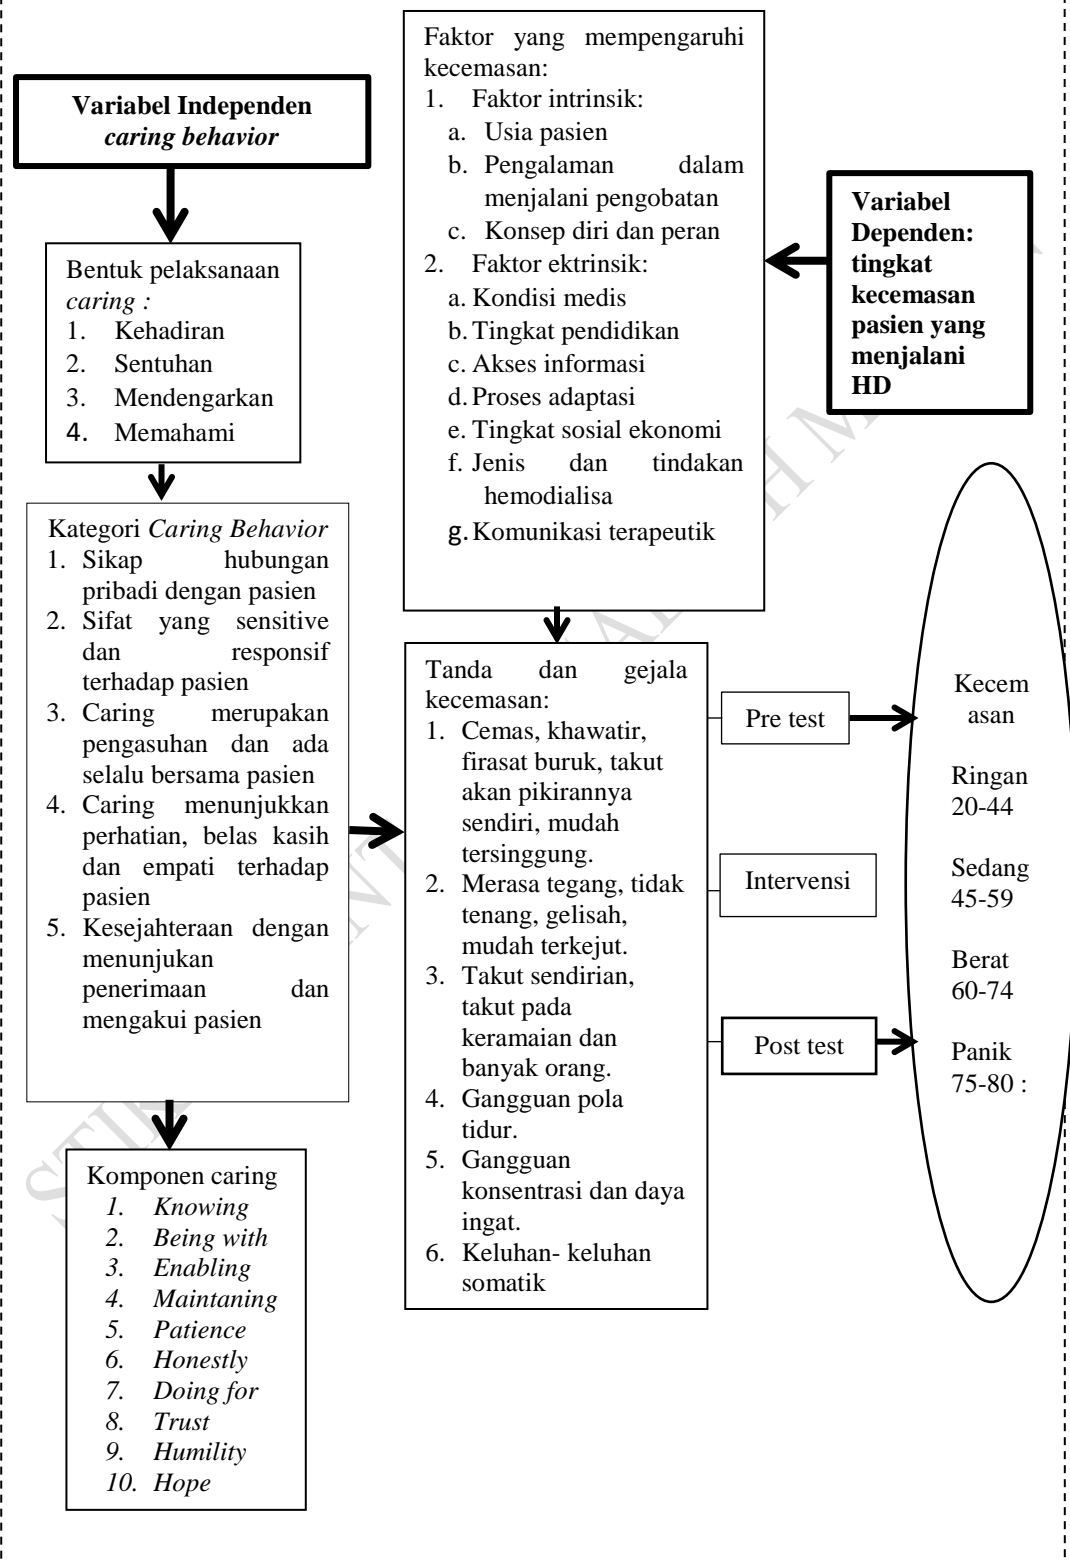 Variabel Independen
caring behavior
Bentuk pelaksanaan
caring :
1. Kehadiran
2. Sentuhan
3. Mendengarkan
4. Memahami
Kategori Caring Behavior
1. Sikap hubungan
pribadi dengan pasien
2. Sifat yang sensitive
dan responsif
terhadap pasien
3. Caring merupakan
pengasuhan dan ada
selalu bersama pasien
4. Caring menunjukkan
perhatian, belas kasih
dan empati terhadap
pasien
5. Kesejahteraan dengan
menunjukan
penerimaan dan
mengakui pasien
Komponen caring
1. Knowing
2. Being with
3. Enabling
4. Maintaning
5. Patience
6. Honestly
7. Doing for
8. Trust
9. Humility
10. Hope
Faktor yang mempengaruhi
kecemasan:
1. Faktor intrinsik:
a. Usia pasien
b. Pengalaman dalam
menjalani pengobatan
c. Konsep diri dan peran
2. Faktor ektrinsik:
a. Kondisi medis
b. Tingkat pendidikan
c. Akses informasi
d. Proses adaptasi
e. Tingkat sosial ekonomi
f. Jenis dan tindakan
hemodialisa
g. Komunikasi terapeutik
Variabel
Dependen:
tingkat
kecemasan
pasien yang
menjalani
HD
Tanda dan gejala
kecemasan:
1. Cemas, khawatir,
firasat buruk, takut
akan pikirannya
sendiri, mudah
tersinggung.
2. Merasa tegang, tidak
tenang, gelisah,
mudah terkejut.
3. Takut sendirian,
takut pada
keramaian dan
banyak orang.
4. Gangguan pola
tidur.
5. Gangguan
konsentrasi dan daya
ingat.
6. Keluhan- keluhan
somatik
Pre test
Intervensi
Post test
Kecem
asan
Ringan
20-44
Sedang
45-59
Berat
60-74
Panik
75-80 :